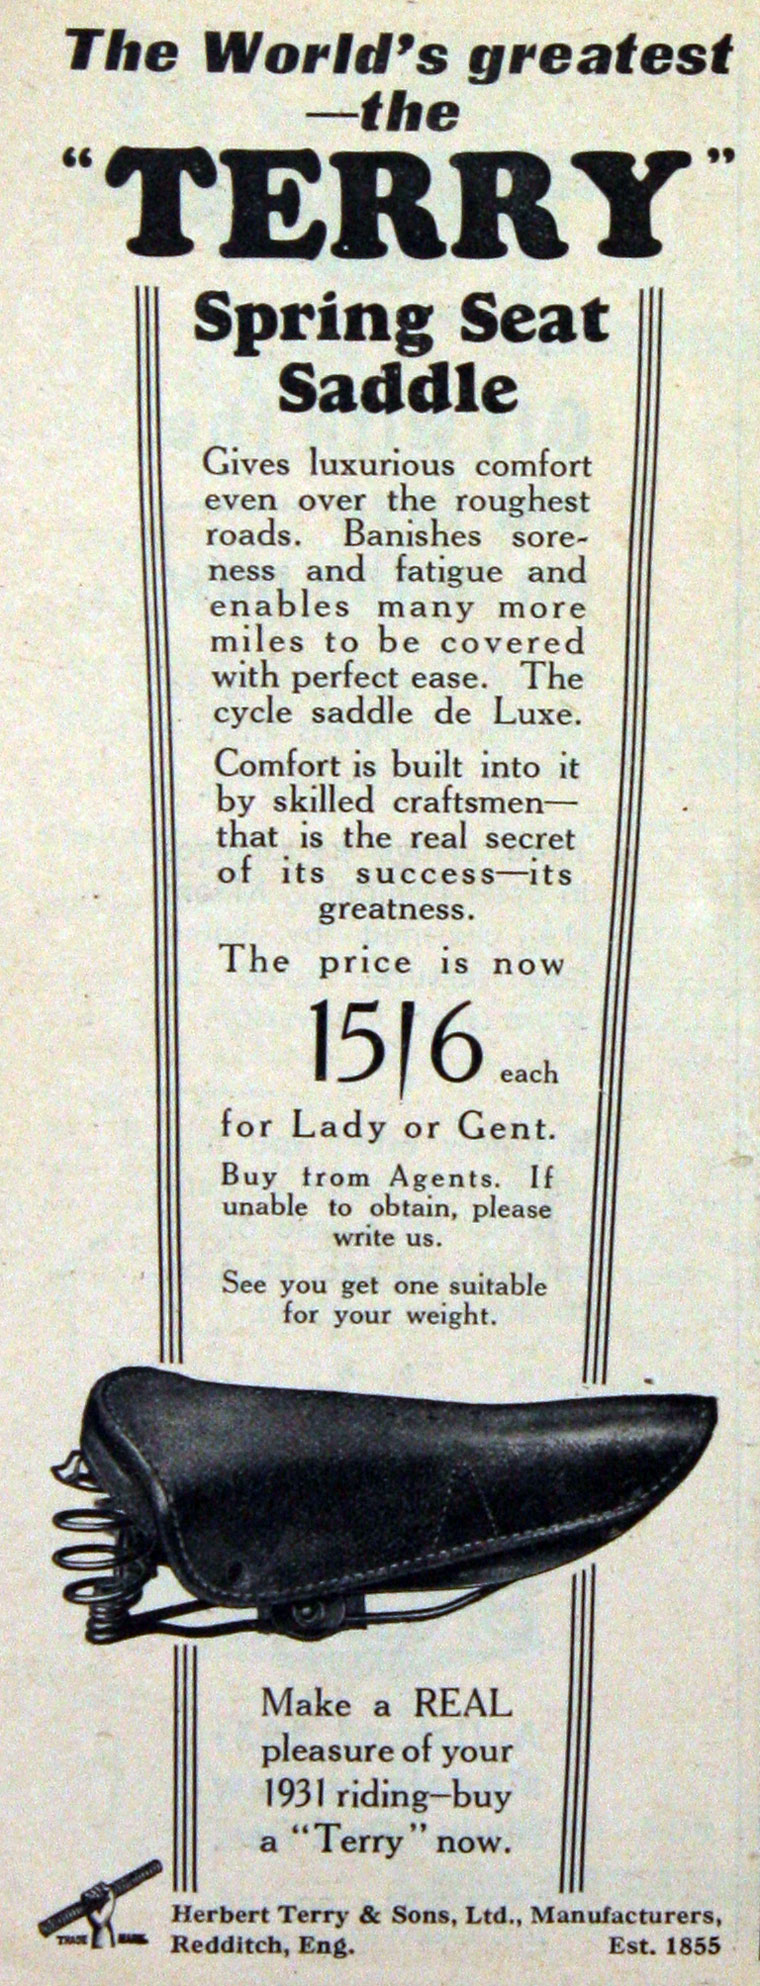 The World's greatest
—the
“TERRY”
Spring Seat
Saddle
Gives luxurious comfort
even over the roughest
roads. Banishes sore-
ness and fatigue and
enables many more
miles to be covered
with perfect ease. The
cycle saddle de Luxe.
Comfort is built into it
by skilled craftsmen—
that is the real secret
of its success—its
greatness.
The price is now
15/6 each
for Lady or Gent.
Buy from Agents. If
unable to obtain, please
write us.
See you get one suitable
for your weight.
Make a REAL
pleasure of your
1931 riding—buy
a “Terry” now.
TRADE MARK
Herbert Terry & Sons, Ltd., Manufacturers,
Redditch, Eng. Est. 1855